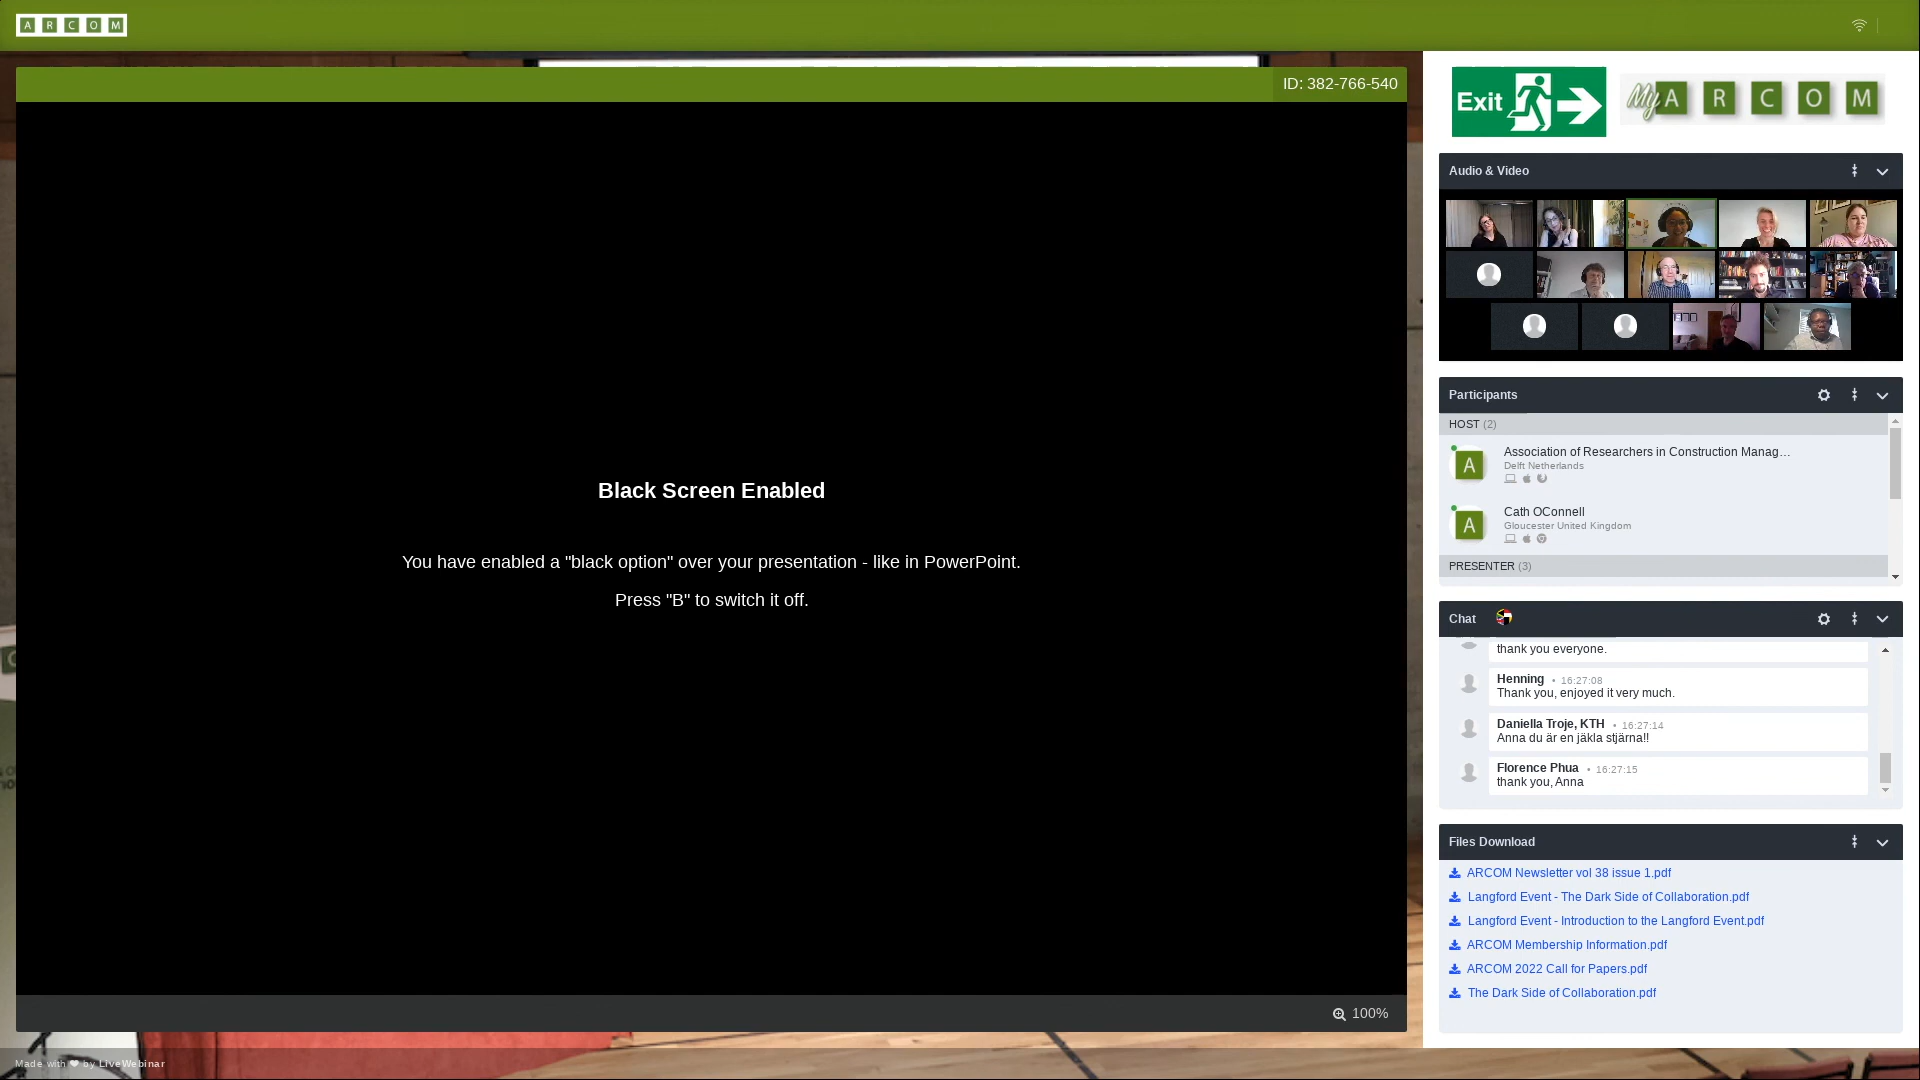 A R C O M
ID: 382-766-540
Black Screen Enabled
You have enabled a "black option" over your presentation - like in PowerPoint.
Press "B" to switch it off.
100%
Made with ❤ by LiveWebinar
Exit
My A R C O M
Audio & Video
Participants
HOST (2)
A
Association of Researchers in Construction Manag…
Delft Netherlands
A
Cath OConnell
Gloucester United Kingdom
PRESENTER (3)
Chat
thank you everyone.
Henning • 16:27:08
Thank you, enjoyed it very much.
Daniella Troje, KTH • 16:27:14
Anna du är en jäkla stjärna!!
Florence Phua • 16:27:15
thank you, Anna
Files Download
ARCOM Newsletter vol 38 issue 1.pdf
Langford Event - The Dark Side of Collaboration.pdf
Langford Event - Introduction to the Langford Event.pdf
ARCOM Membership Information.pdf
ARCOM 2022 Call for Papers.pdf
The Dark Side of Collaboration.pdf